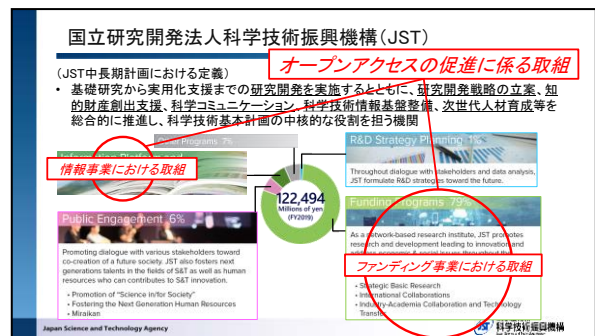 国立研究開発法人科学技術振興機構（JST）
オープンアクセスの促進に係る取組
（JST中長期計画における定義）
• 基礎研究から実用化支援までの研究開発を実施するとともに、研究開発戦略の立案、知
的財産創出支援、科学コミュニケーション、科学技術情報基盤整備、次世代人材育成等を
総合的に推進し、科学技術基本計画の中核的な役割を担う機関
Programs 7%
R&D Strategy Planning 1%
情報事業における取組
Throughout dialogue with stakeholders and data analysis,
JST formulate R&D strategies toward the future.
122,494
Millions of yen
(FY2019)
Public Engagement 6%
Funding Programs 79%
Promoting dialogue with various stakeholders toward
co-creation of a future society. JST also fosters next
generations talents in the fields of S&T as well as human
resources who can contributes to S&T innovation.
• Promotion of "Science in/for Society"
• Fostering the Next Generation Human Resources
• Miraikan
As a network-based research institute, JST promotes
research and development leading to innovation and
ファンディング事業における取組
• Strategic Basic Research
• International Collaborations
• Industry-Academia Collaboration and Technology
Transfer
Japan Science and Technology Agency
JST 科学技術振興機構